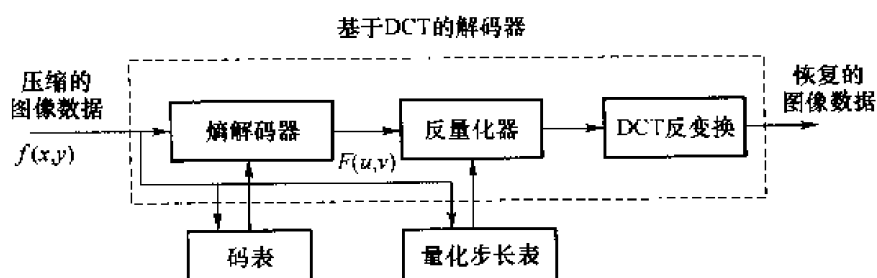 基于DCT的解码器
压缩的
图像数据
f(x,y)
熵解码器
F(u,v)
反量化器
DCT反变换
恢复的
图像数据
码表
量化步长表